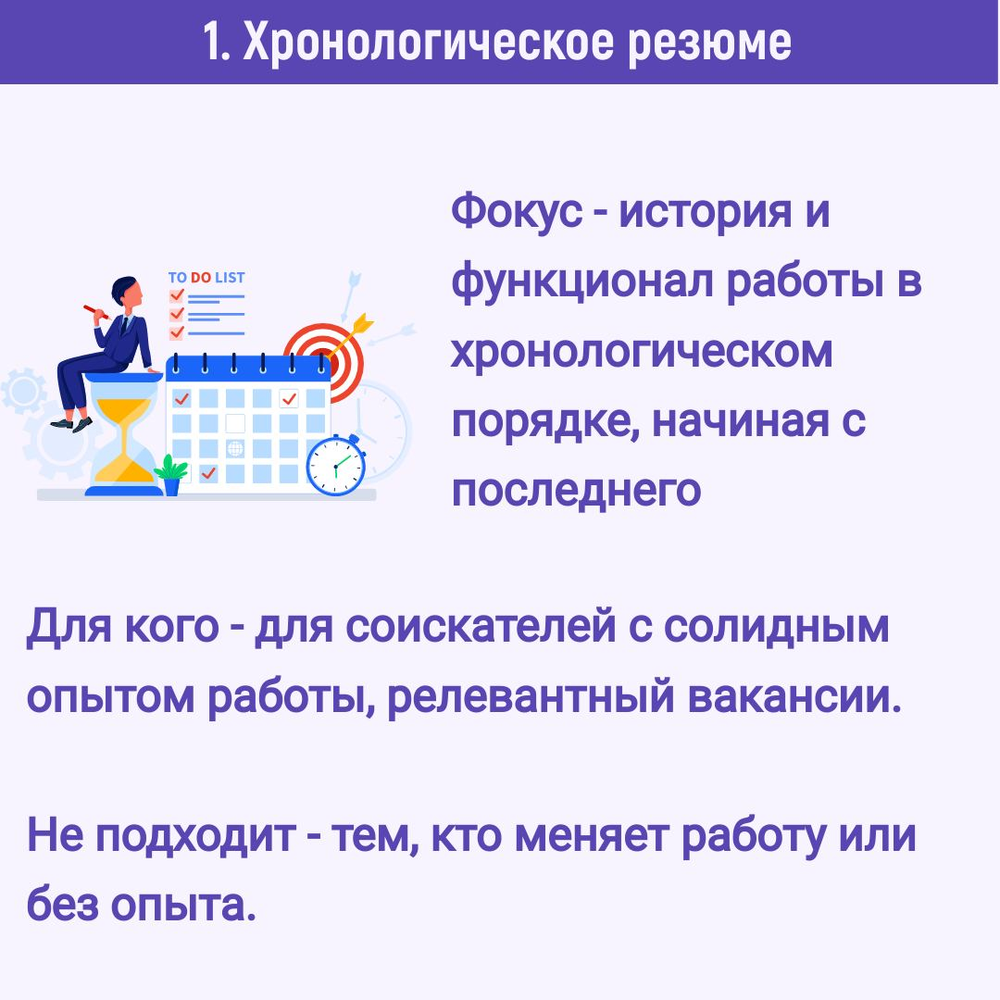 1. Хронологическое резюме
TO DO LIST
Фокус - история и
функционал работы в
хронологическом
порядке, начиная с
последнего
Для кого - для соискателей с солидным
опытом работы, релевантный вакансии.
Не подходит - тем, кто меняет работу или
без опыта.